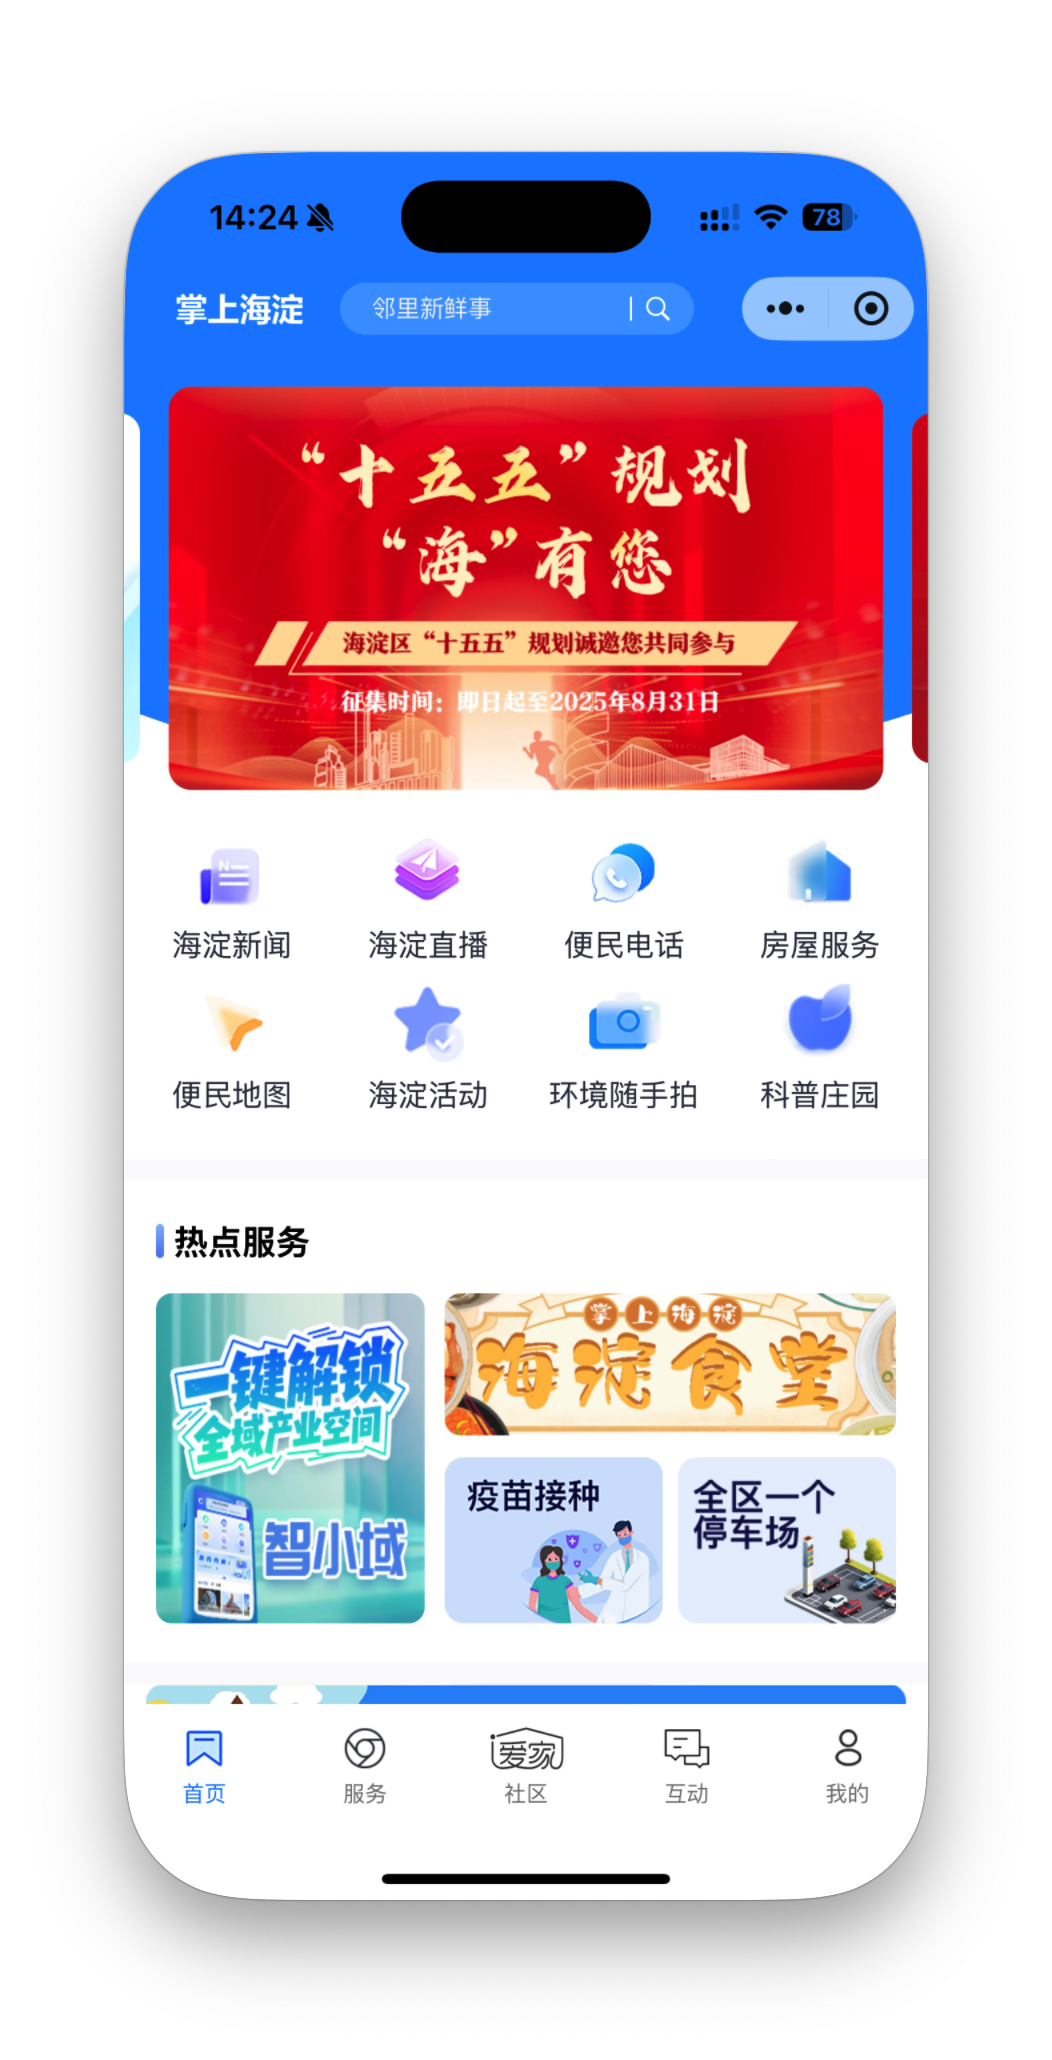 14:24
78
掌上海淀
邻里新鲜事
“十五五”规划
“海”有您
海淀区“十五五”规划诚邀您共同参与
征集时间：即日起至2025年8月31日
海淀新闻
海淀直播
便民电话
房屋服务
便民地图
海淀活动
环境随手拍
科普庄园
热点服务
一键解锁
全域产业空间
智小域
掌上海淀
海淀食堂
疫苗接种
全区一个
停车场
首页
服务
爱家
社区
互动
我的